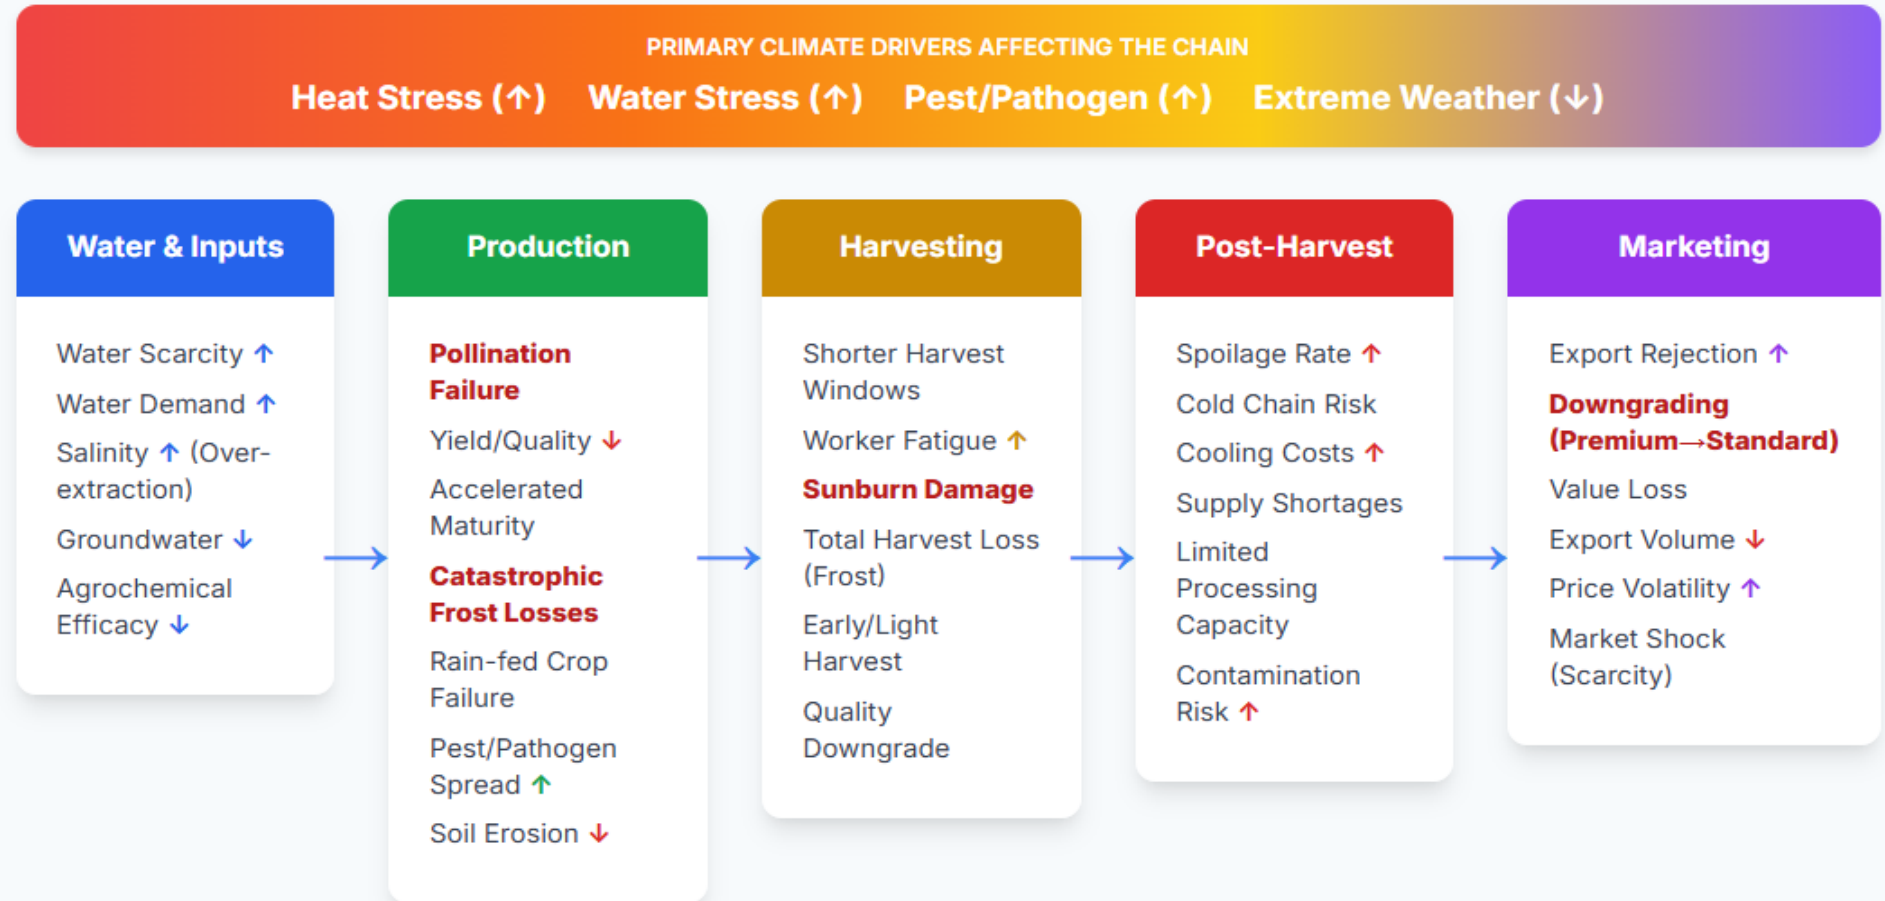 PRIMARY CLIMATE DRIVERS AFFECTING THE CHAIN
Heat Stress (↑) Water Stress (↑) Pest/Pathogen (↑) Extreme Weather (↓)
Water & Inputs
Water Scarcity ↑
Water Demand ↑
Salinity ↑ (Over-
extraction)
Groundwater ↓
Agrochemical
Efficacy ↓
→
Production
Pollination
Failure
Yield/Quality ↓
Accelerated
Maturity
Catastrophic
Frost Losses
Rain-fed Crop
Failure
Pest/Pathogen
Spread ↑
Soil Erosion ↓
→
Harvesting
Shorter Harvest
Windows
Worker Fatigue ↑
Sunburn Damage
Total Harvest Loss
(Frost)
Early/Light
Harvest
Quality
Downgrade
→
Post-Harvest
Spoilage Rate ↑
Cold Chain Risk
Cooling Costs ↑
Supply Shortages
Limited
Processing
Capacity
Contamination
Risk ↑
→
Marketing
Export Rejection ↑
Downgrading
(Premium→Standard)
Value Loss
Export Volume ↓
Price Volatility ↑
Market Shock
(Scarcity)